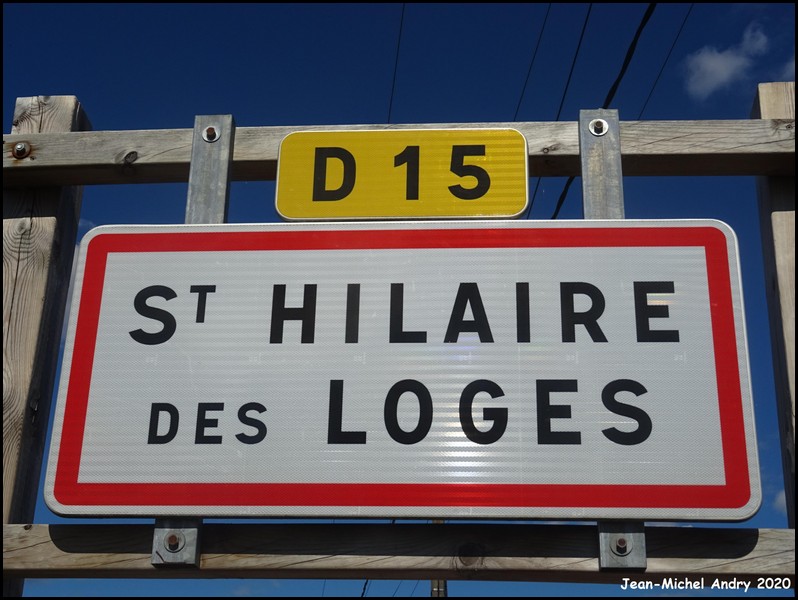 D 15
ST HILAIRE
DES LOGES
Jean-Michel Andry 2020